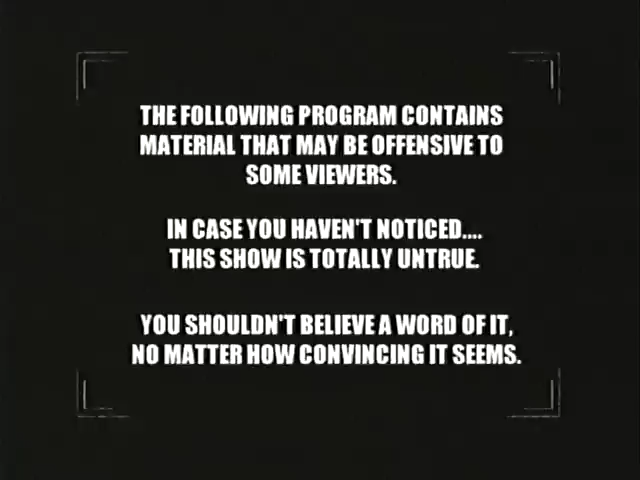 THE FOLLOWING PROGRAM CONTAINS
MATERIAL THAT MAY BE OFFENSIVE TO
SOME VIEWERS.
IN CASE YOU HAVEN'T NOTICED....
THIS SHOW IS TOTALLY UNTRUE.
YOU SHOULDN'T BELIEVE A WORD OF IT,
NO MATTER HOW CONVINCING IT SEEMS.